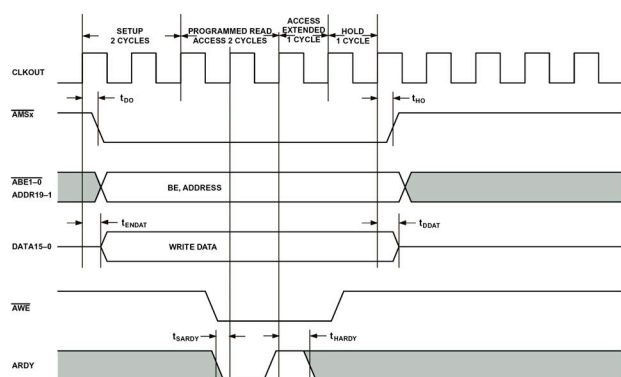 SETUP
2 CYCLES
PROGRAMMED READ
ACCESS 2 CYCLES
ACCESS
EXTENDED
1 CYCLE
HOLD
1 CYCLE
CLKOUT
tDO
tHO
AMSx
ABE1–0
ADDR19–1
BE, ADDRESS
tENDAT
tDDAT
DATA15–0
WRITE DATA
AWE
tSARDY
tHARDY
ARDY